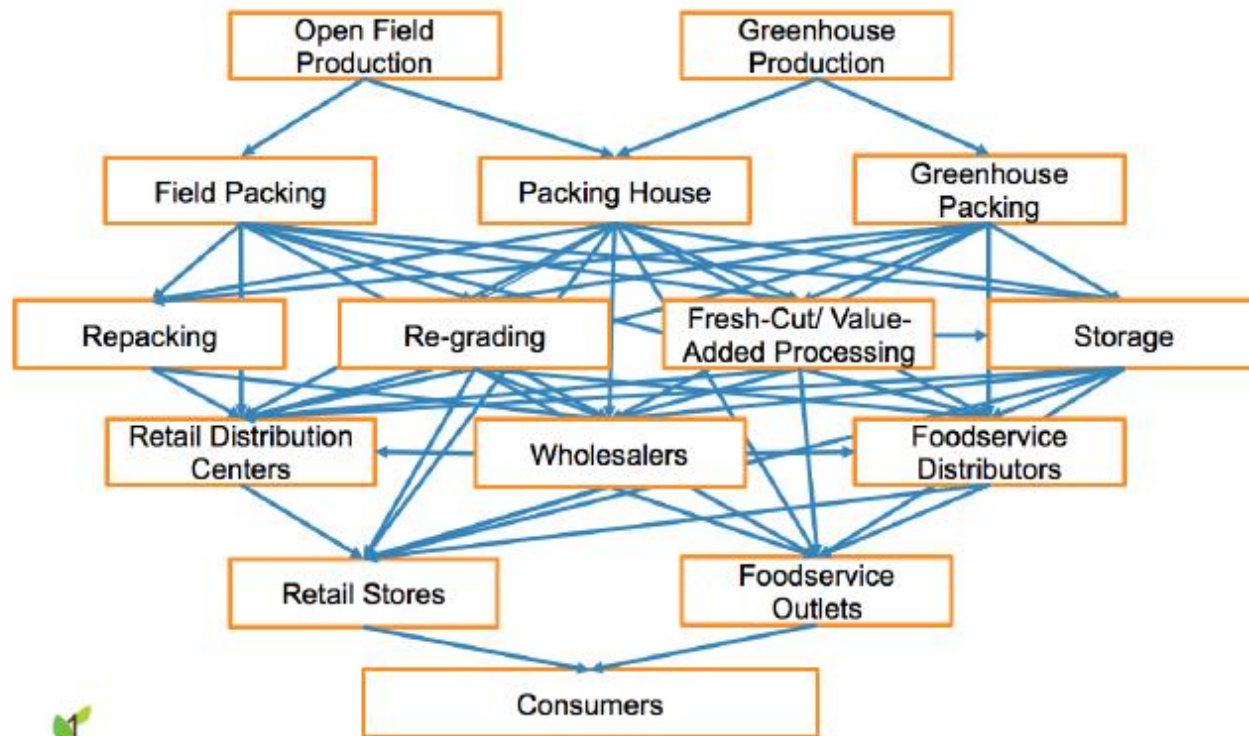 Open Field
Production
Greenhouse
Production
Field Packing
Packing House
Greenhouse
Packing
Repacking
Re-grading
Fresh-Cut/ Value-
Added Processing
Storage
Retail Distribution
Centers
Wholesalers
Foodservice
Distributors
Retail Stores
Foodservice
Outlets
Consumers
1